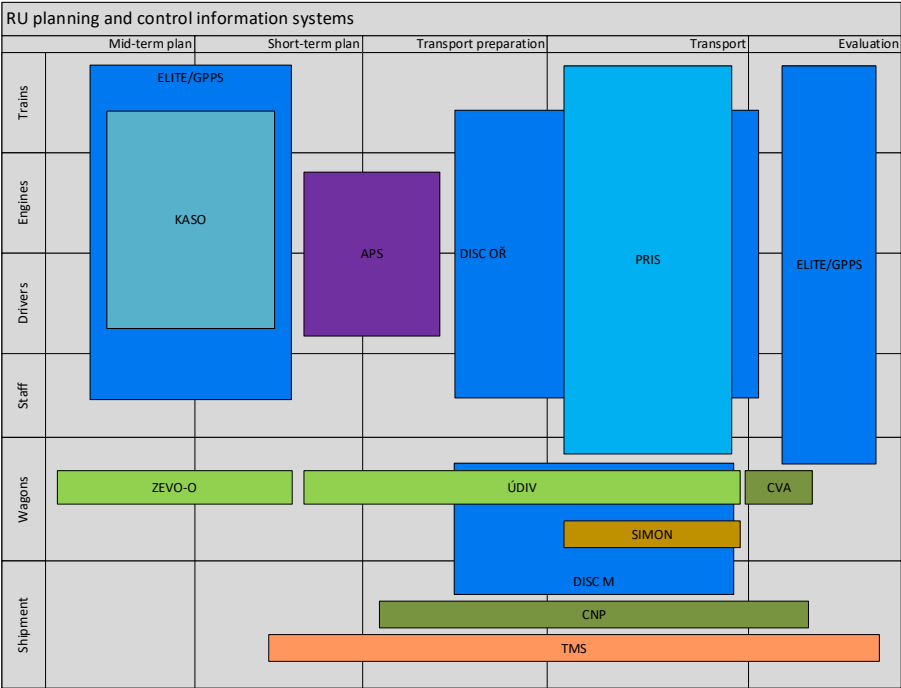 RU planning and control information systems
Mid-term plan
Short-term plan
Transport preparation
Transport
Evaluation
Trains
ELITE/GPPS
Engines
KASO
APS
DISC OŘ
PRIS
ELITE/GPPS
Drivers
Staff
Wagons
ZEVO-O
ÚDIV
CVA
SIMON
DISC M
Shipment
CNP
TMS